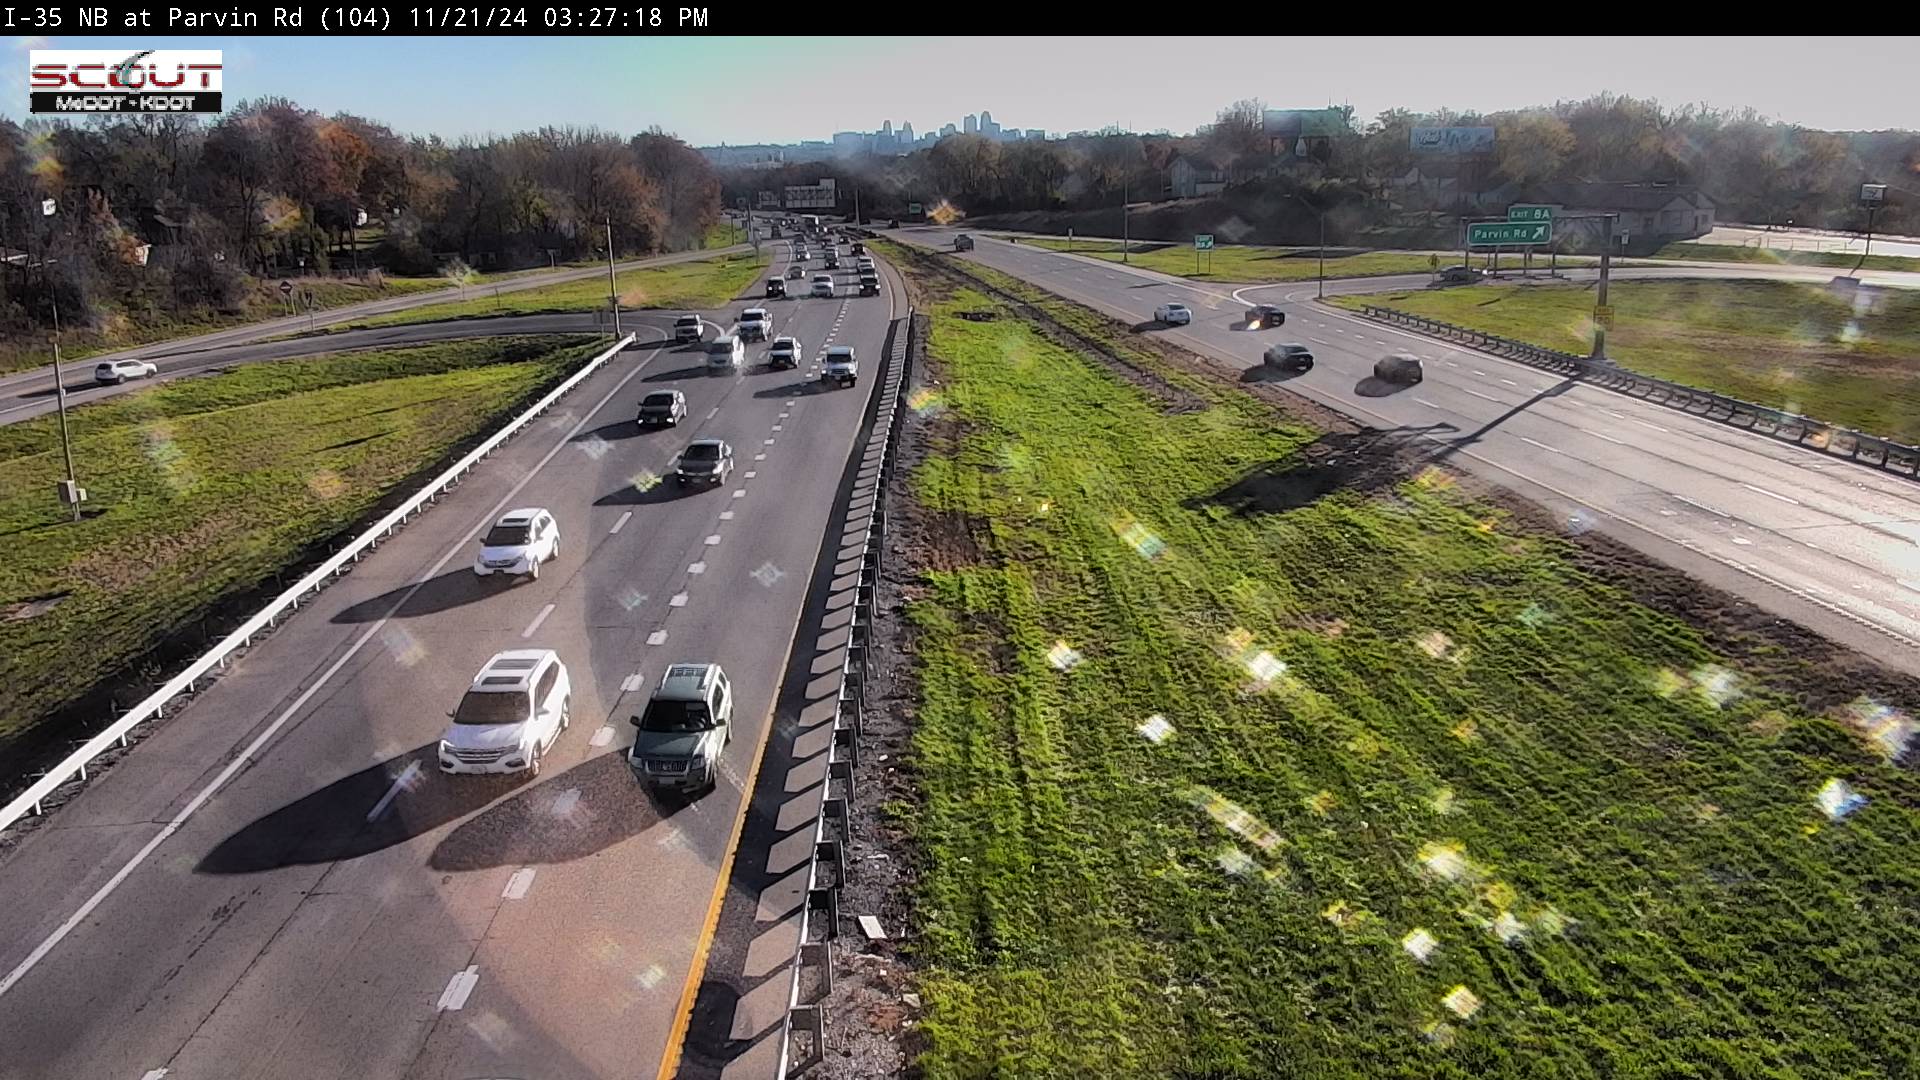 I-35 NB at Parvin Rd (104) 11/21/24 03:27:18 PM
SCOUT
MoDOT - KDOT
EXIT 8A
Parvin Rd